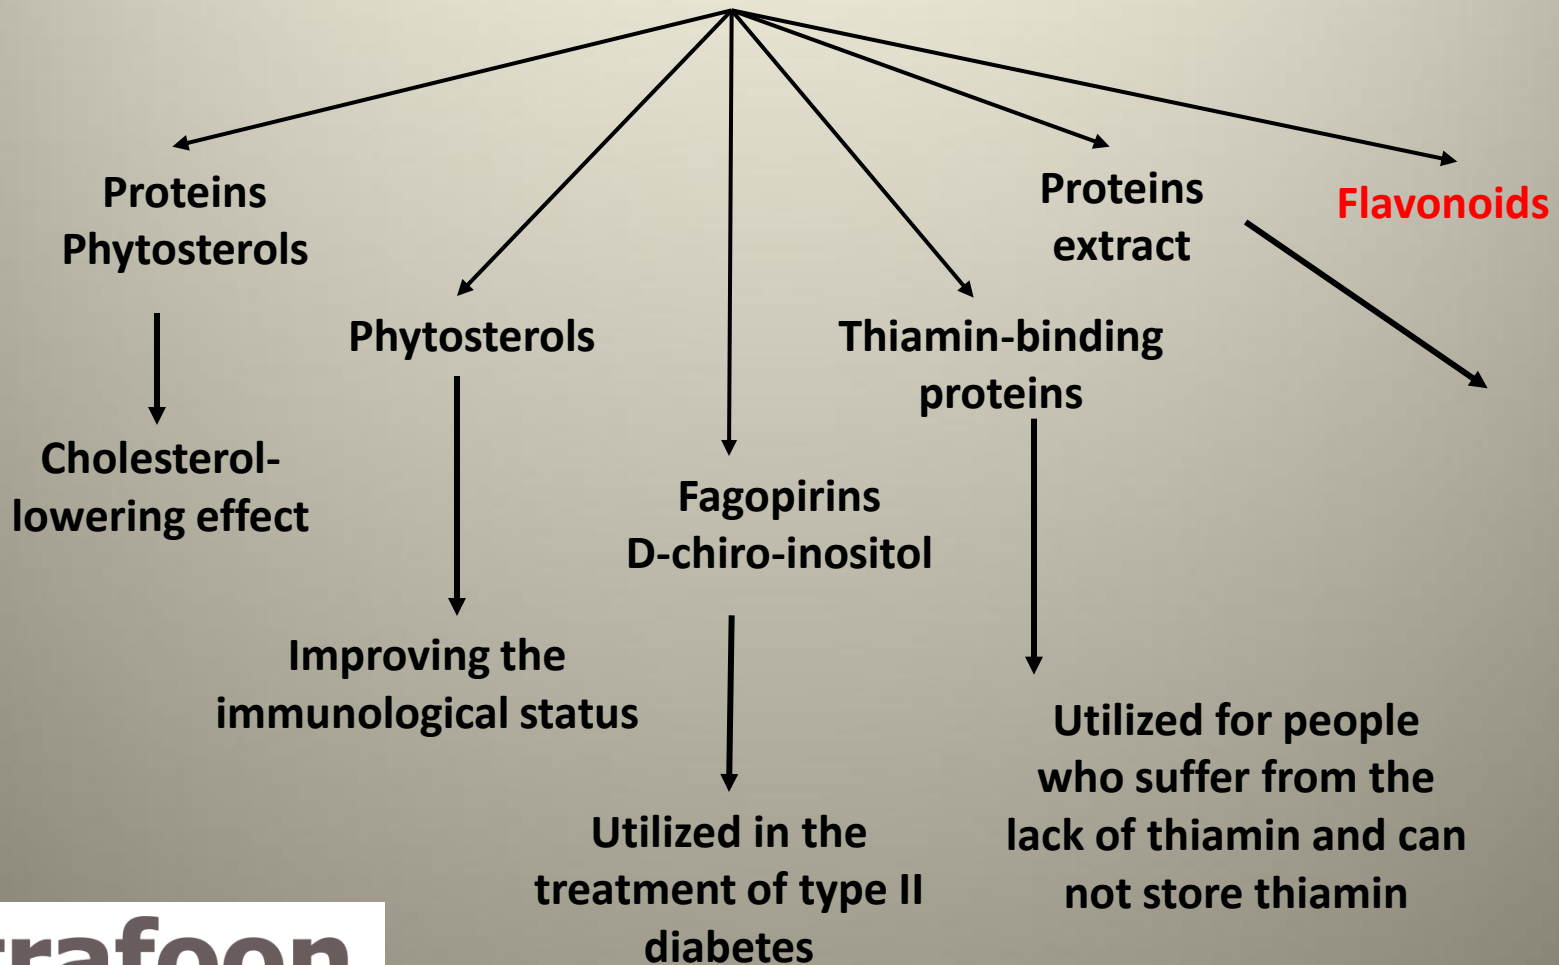 Proteins
Phytosterols
Cholesterol-
lowering effect
Phytosterols
Improving the
immunological status
Fagopirins
D-chiro-inositol
Utilized in the
treatment of type II
diabetes
Thiamin-binding
proteins
Utilized for people
who suffer from the
lack of thiamin and can
not store thiamin
Proteins
extract
Flavonoids